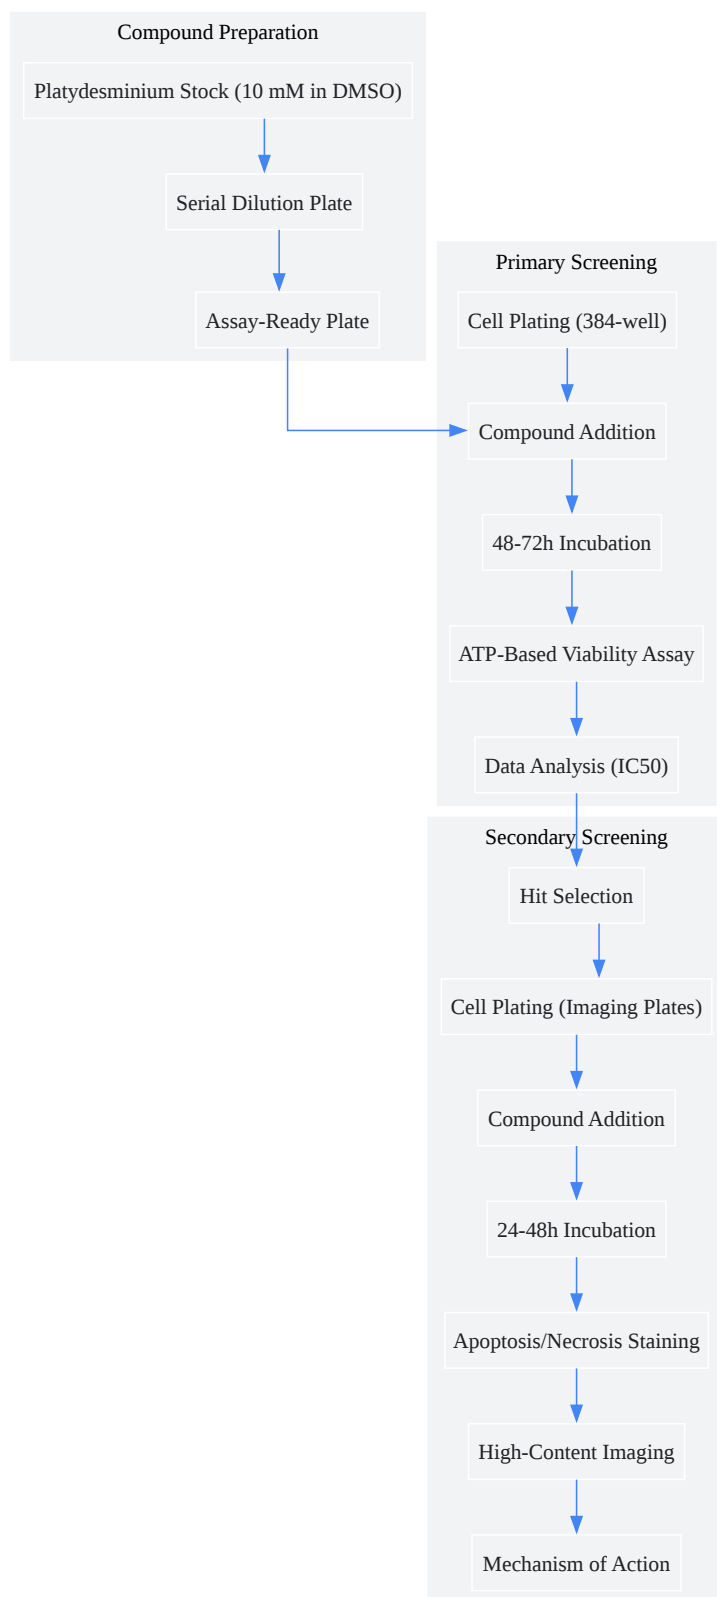 Compound Preparation
Platydesminium Stock (10 mM in DMSO)
Serial Dilution Plate
Assay-Ready Plate
Primary Screening
Cell Plating (384-well)
Compound Addition
48-72h Incubation
ATP-Based Viability Assay
Data Analysis (IC50)
Secondary Screening
Hit Selection
Cell Plating (Imaging Plates)
Compound Addition
24-48h Incubation
Apoptosis/Necrosis Staining
High-Content Imaging
Mechanism of Action